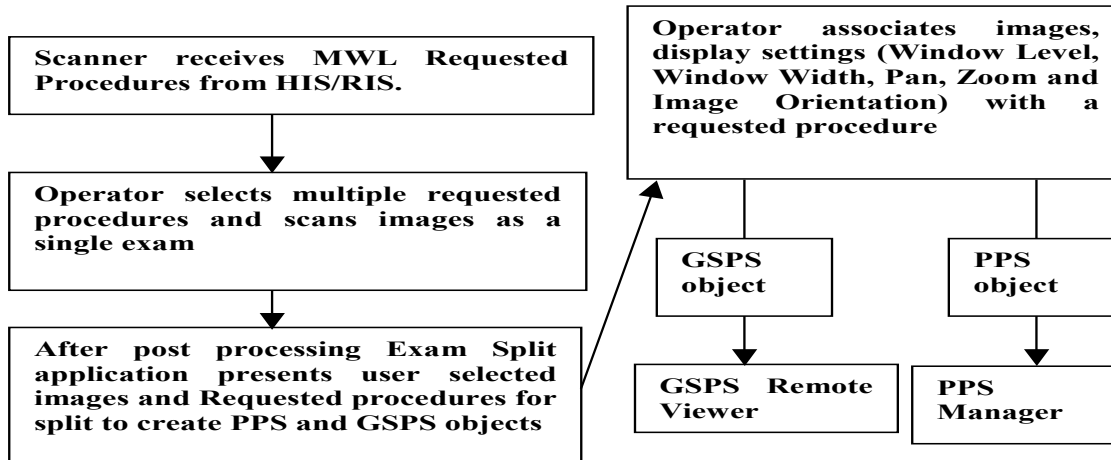 Scanner receives MWL Requested
Procedures from HIS/RIS.
Operator selects multiple requested
procedures and scans images as a
single exam
After post processing Exam Split
application presents user selected
images and Requested procedures for
split to create PPS and GSPS objects
Operator associates images,
display settings (Window Level,
Window Width, Pan, Zoom and
Image Orientation) with a
requested procedure
GSPS
object
PPS
object
GSPS Remote
Viewer
PPS
Manager